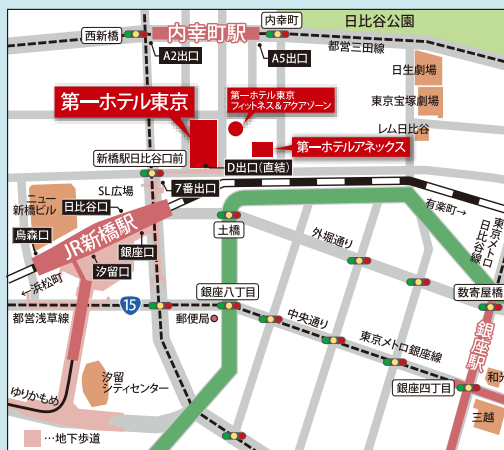 日比谷公園
内幸町駅
内幸町
西新橋
A2出口
A5出口
都営三田線
日生劇場
東京宝塚劇場
レム日比谷
第一ホテル東京
第一ホテル東京
フィットネス&アクアゾーン
第一ホテルアネックス
新橋駅日比谷口前
D出口(直結)
7番出口
SL広場
ニュー
新橋ビル
日比谷口
烏森口
JR新橋駅
銀座口
汐留口
←浜松町
有楽町→
東京メトロ
日比谷線
土橋
外堀通り
数寄屋橋
銀座八丁目
15
都営浅草線
郵便局
中央通り
東京メトロ銀座線
銀座駅
銀座四丁目
和光
三越
汐留
シティセンター
ゆりかもめ
…地下歩道